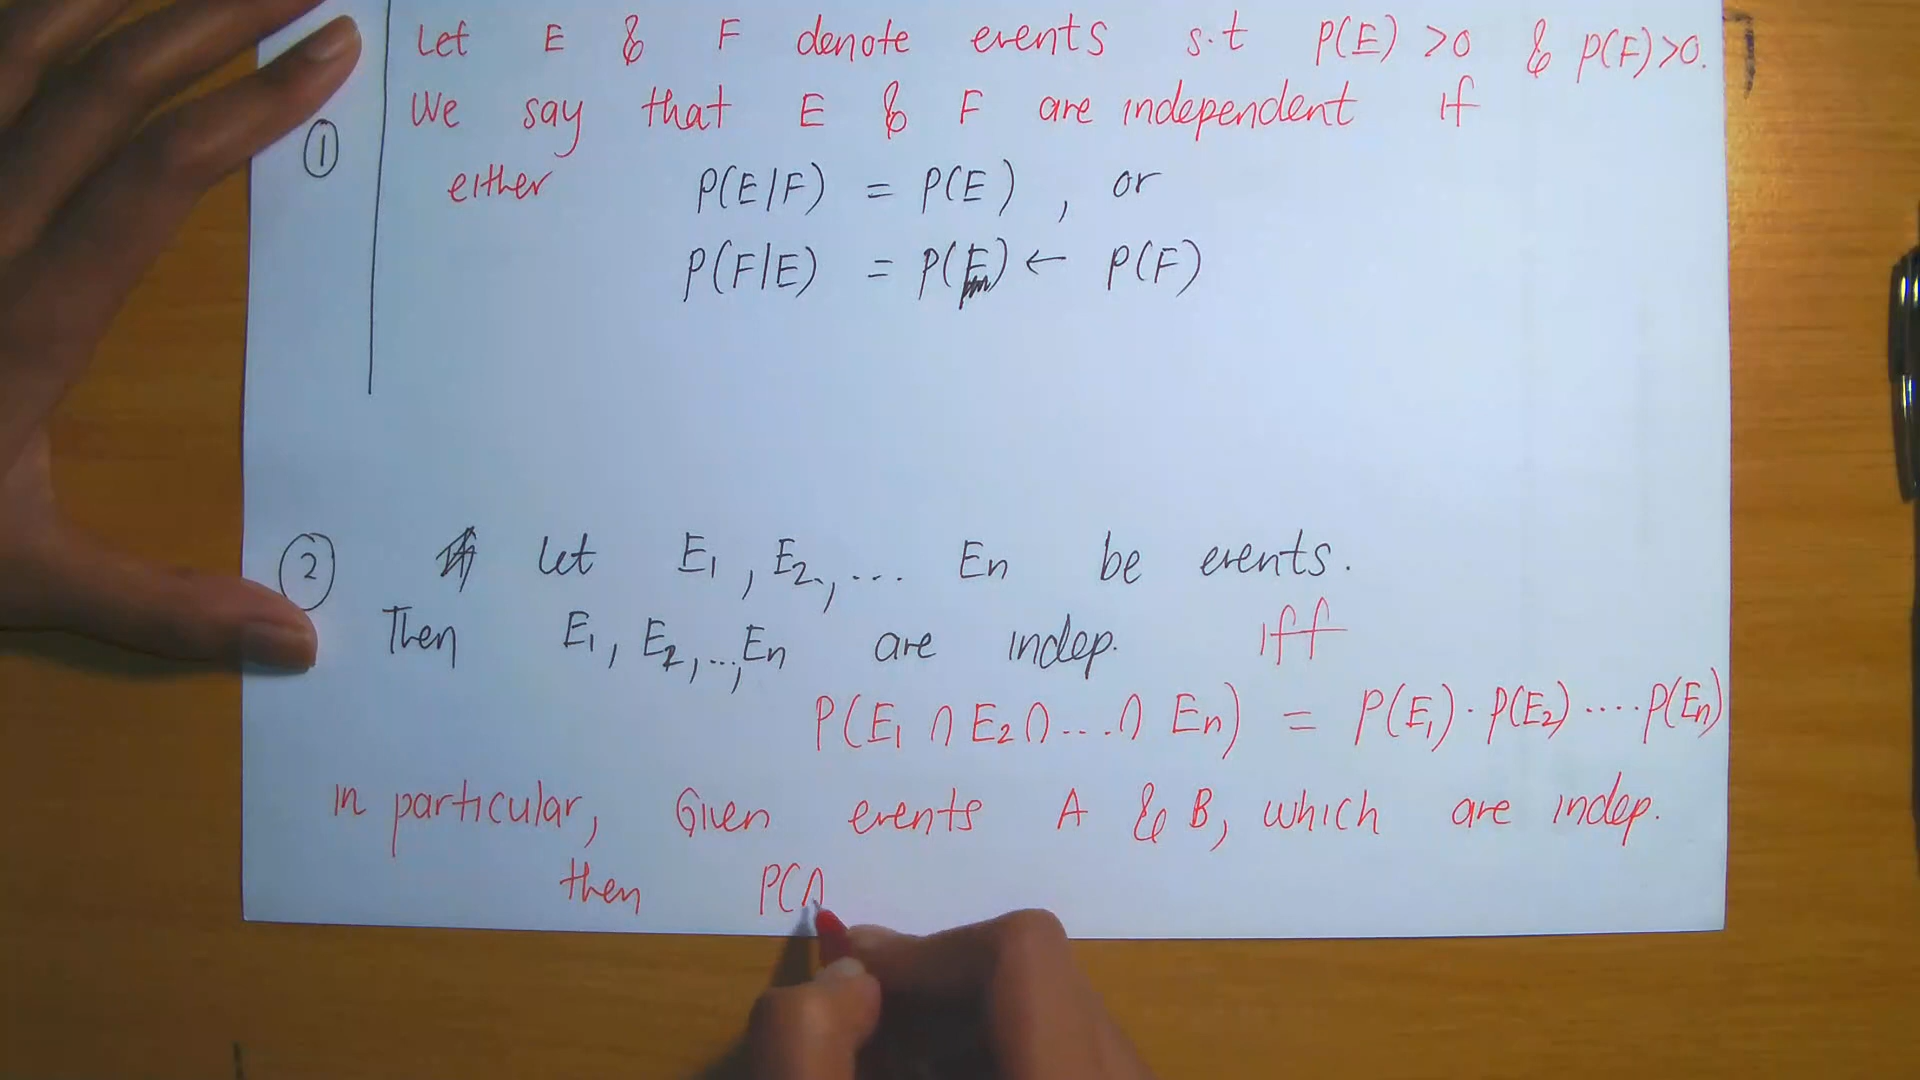 Let E & F denote events s.t P(E) >0 & P(F)>0.
We say that E & F are independent if
①
either P(E|F) = P(E) , or
P(F|E) = P(F) ← P(F)
② Let E1 , E2, ... En be events.
Then E1, E2, ..., En are indep. iff
P(E1 ∩ E2 ∩ ... ∩ En) = P(E1) · P(E2) .... P(En)
in particular, Given events A & B, which are indep.
then P(A